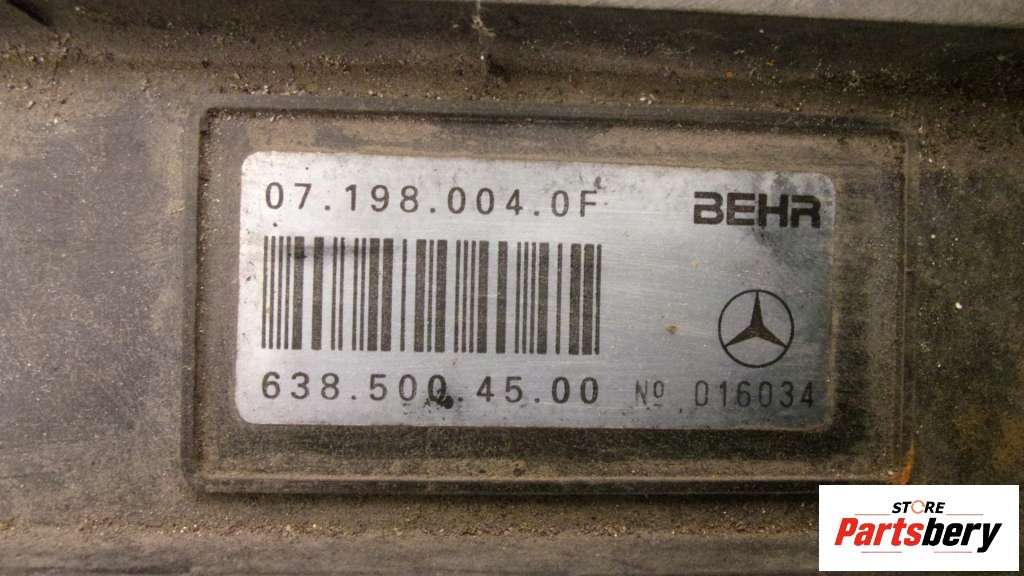 07.198.004.0F
BEHR
638.500.45.00
Nº 016034
STORE
Partsbery